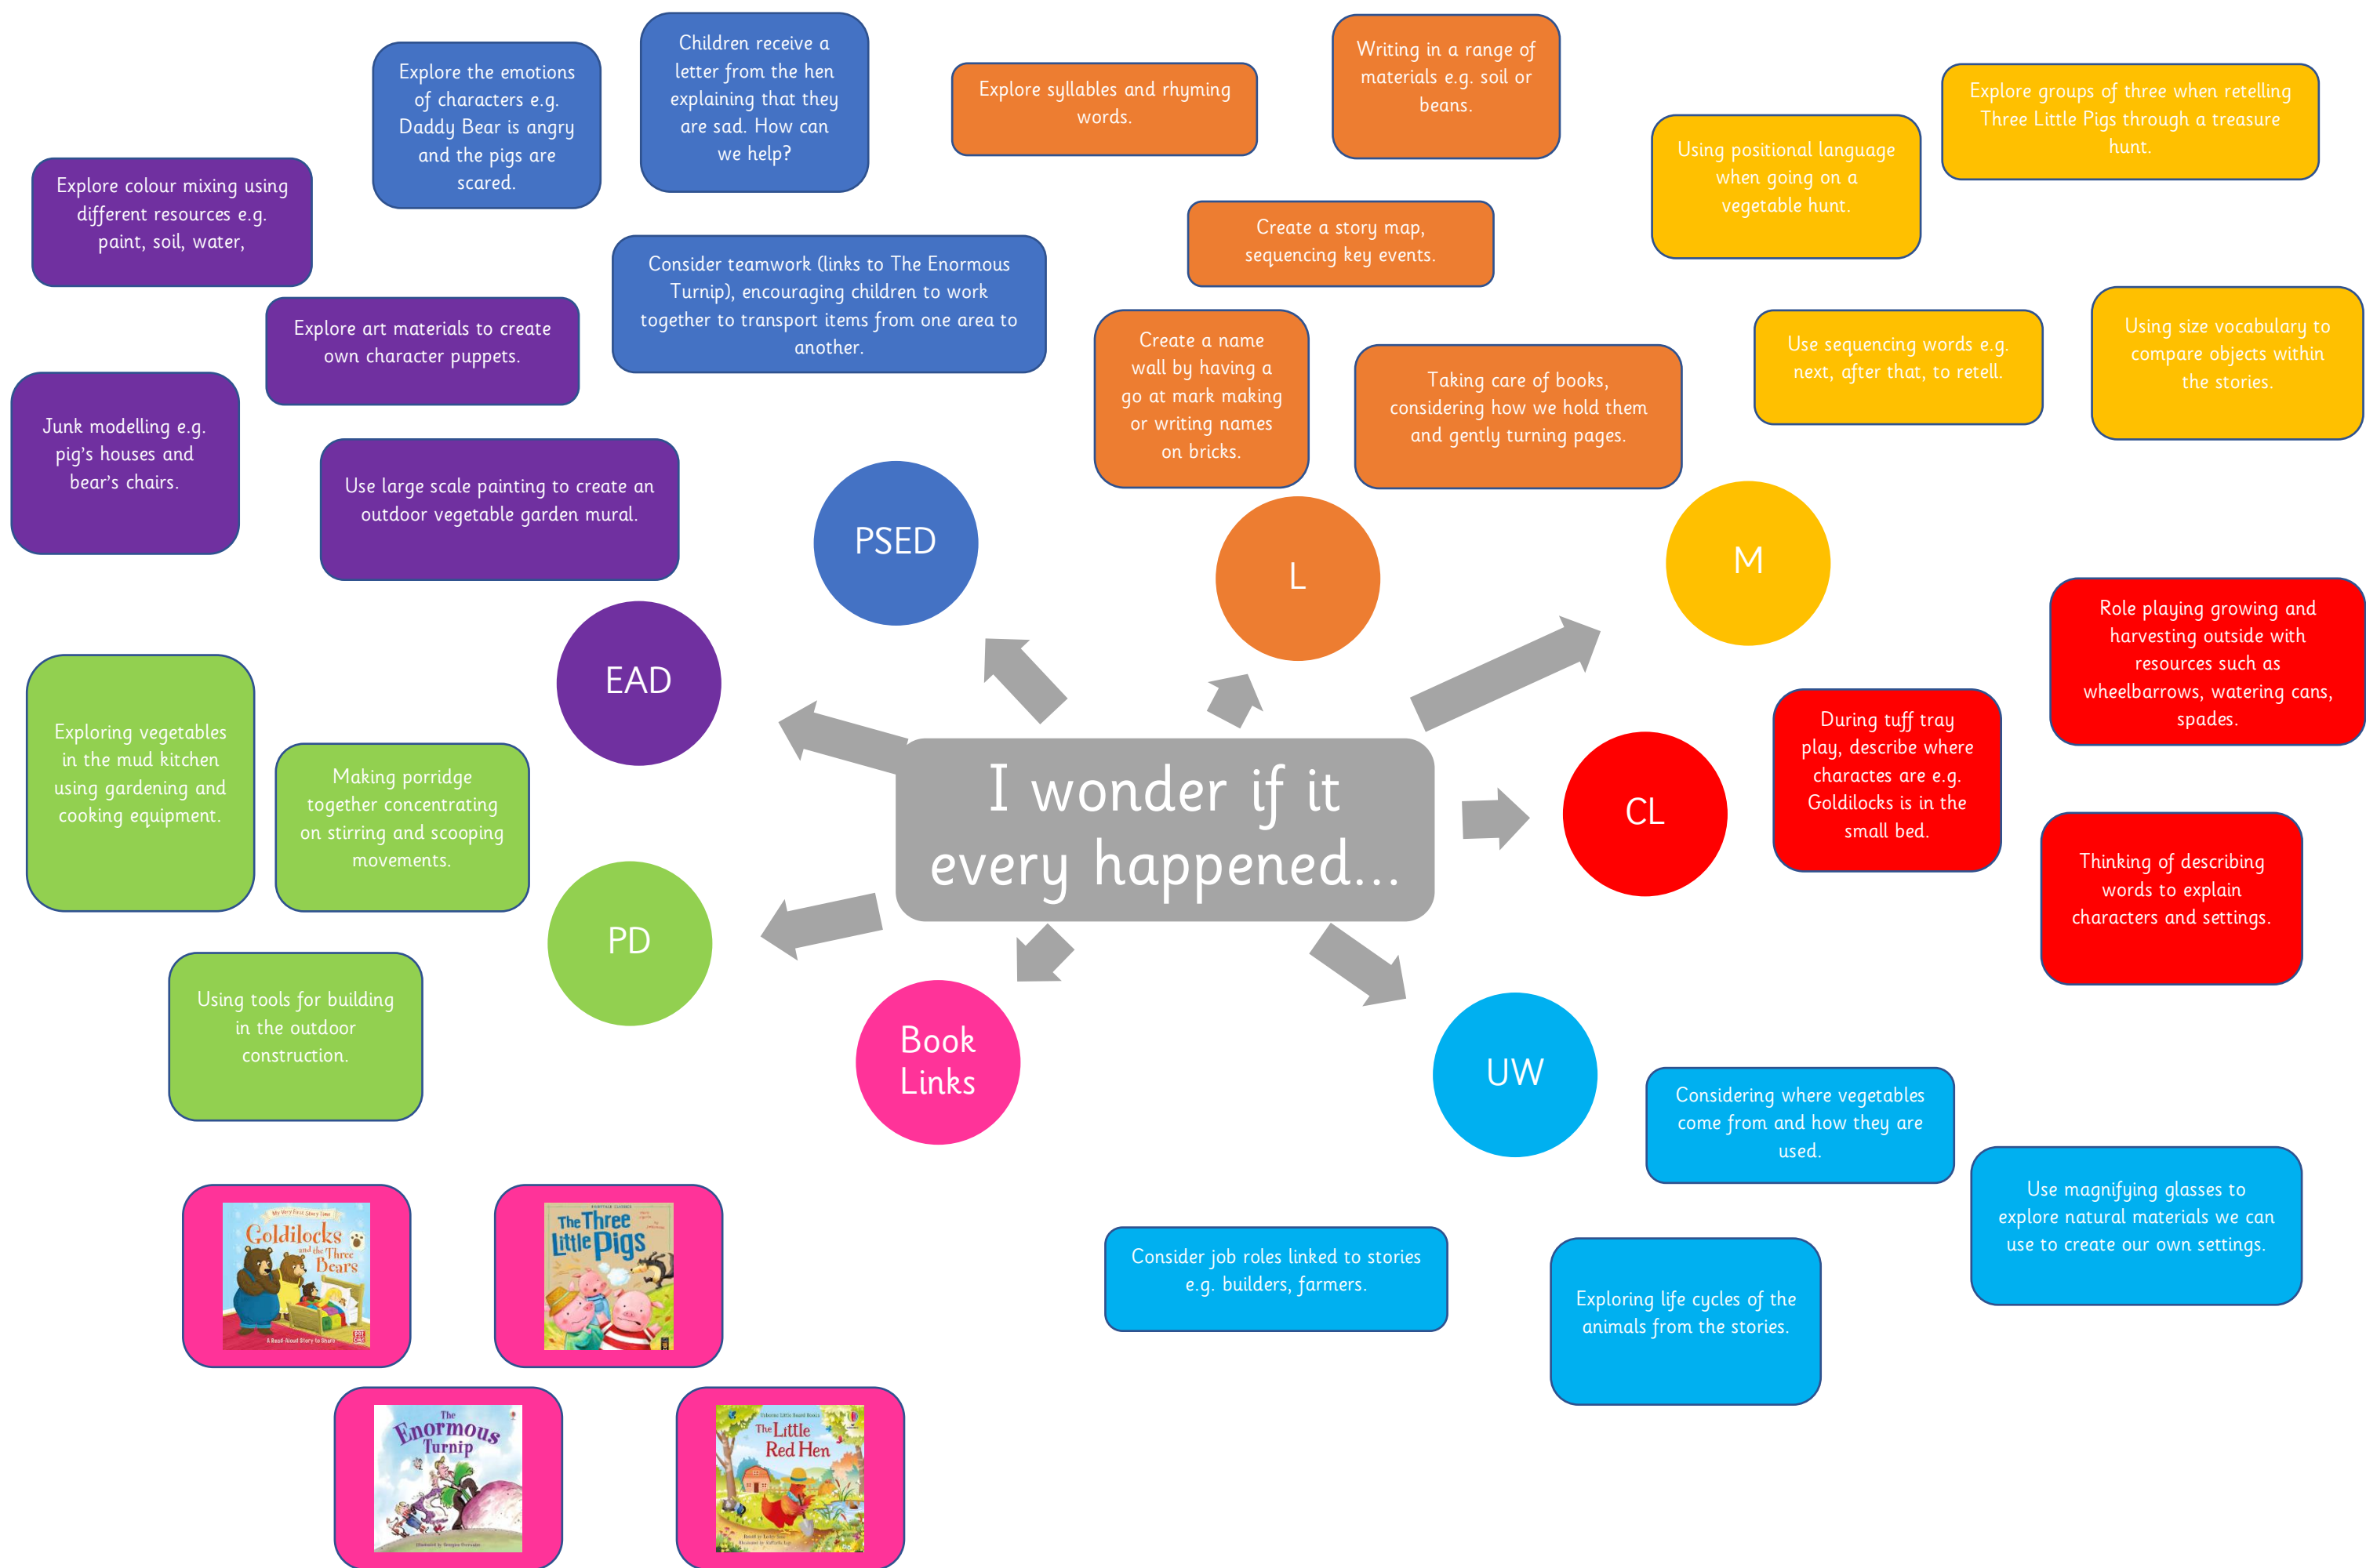 Explore the emotions
of characters e.g.
Daddy Bear is angry
and the pigs are
scared.
Children receive a
letter from the hen
explaining that they
are sad. How can
we help?
Explore syllables and rhyming
words.
Writing in a range of
materials e.g. soil or
beans.
Explore groups of three when retelling
Three Little Pigs through a treasure
hunt.
Using positional language
when going on a
vegetable hunt.
Explore colour mixing using
different resources e.g.
paint, soil, water,
Create a story map,
sequencing key events.
Consider teamwork (links to The Enormous
Turnip), encouraging children to work
together to transport items from one area to
another.
Explore art materials to create
own character puppets.
Create a name
wall by having a
go at mark making
or writing names
on bricks.
Taking care of books,
considering how we hold them
and gently turning pages.
Use sequencing words e.g.
next, after that, to retell.
Using size vocabulary to
compare objects within
the stories.
Junk modelling e.g.
pig's houses and
bear's chairs.
Use large scale painting to create an
outdoor vegetable garden mural.
PSED
L
M
EAD
Role playing growing and
harvesting outside with
resources such as
wheelbarrows, watering cans,
spades.
During tuff tray
play, describe where
charactes are e.g.
Goldilocks is in the
small bed.
CL
I wonder if it
every happened...
Exploring vegetables
in the mud kitchen
using gardening and
cooking equipment.
Making porridge
together concentrating
on stirring and scooping
movements.
Thinking of describing
words to explain
characters and settings.
PD
Using tools for building
in the outdoor
construction.
Book
Links
UW
Considering where vegetables
come from and how they are
used.
Use magnifying glasses to
explore natural materials we can
use to create our own settings.
Consider job roles linked to stories
e.g. builders, farmers.
Exploring life cycles of the
animals from the stories.
My Very First Story Time
Goldilocks
and the Three
Bears
A Read-Aloud Story to Share
The Three
Little Pigs
The
Enormous
Turnip
The Little
Red Hen